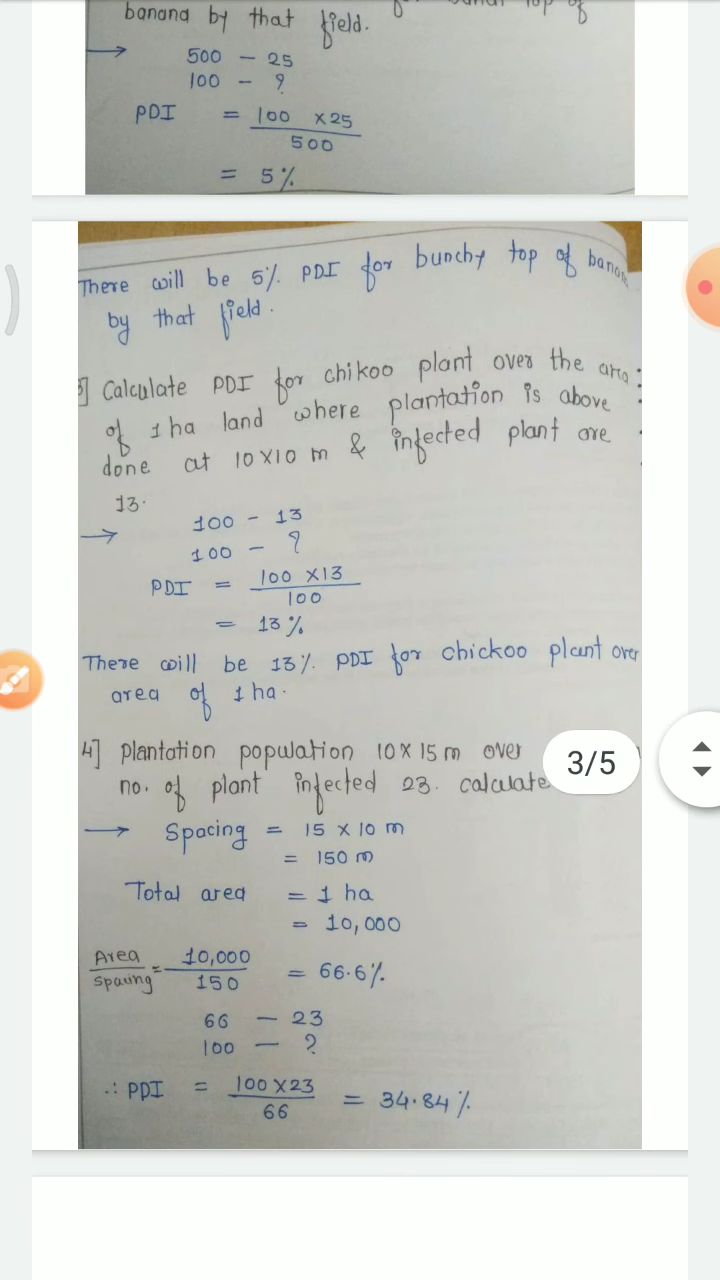 banana by that field.
500 - 25
100 - ?
PDI = 100 x 25
500
= 5%
There will be 5% PDI for bunchy top of
by that field.
3] Calculate PDI for chikoo plant over the area
of 1 ha land where plantation is above
done at 10x10 m & infected plant are
13.
100 - 13
100 - ?
PDI = 100 x 13
100
= 13%
There will be 13% PDI for chickoo plant over
area of 1 ha.
4] Plantation population 10 x 15 m over
no. of plant infected 23. calculate
Spacing = 15 x 10 m
= 150 m
Total area = 1 ha
= 10,000
Area = 10,000 = 66.6%
Spacing 150
66 - 23
100 - ?
∴ PDI = 100 x 23 = 34.84%
66
3/5